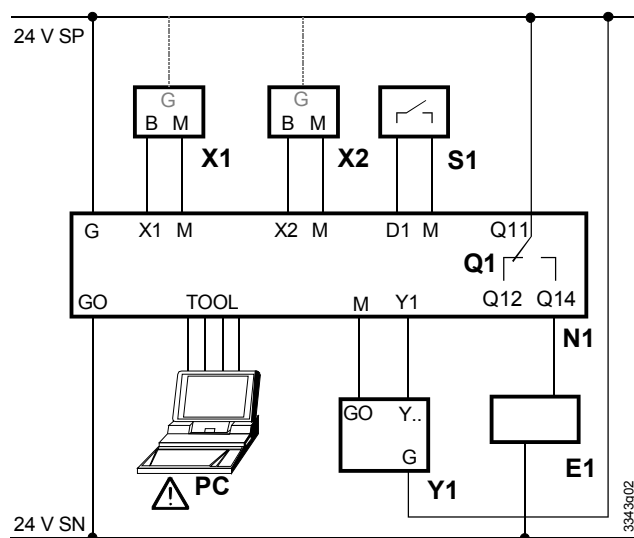 24 V SP
G G
B M B M
X1 X2 S1
G X1 M X2 M D1 M Q11
Q1
GO TOOL M Y1 Q12 Q14
N1
GO Y..
G
PC Y1 E1
24 V SN
3343g02